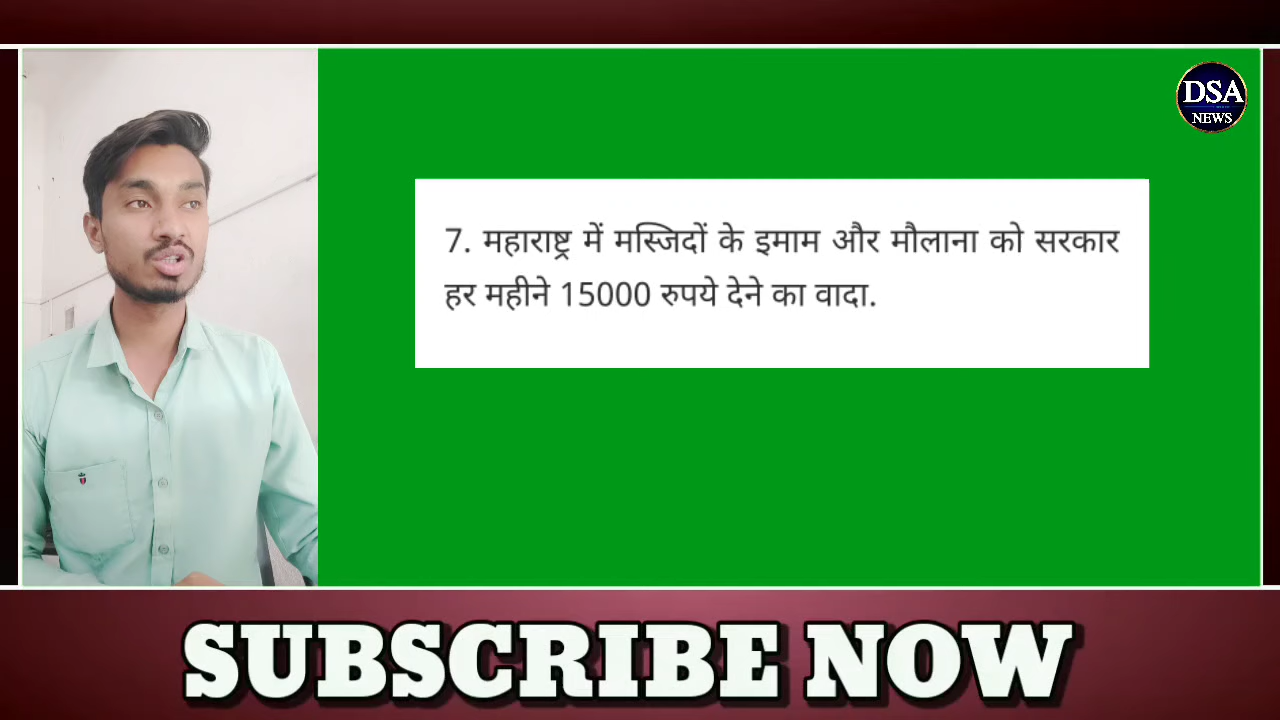 DSA
NEWS
7. महाराष्ट्र में मस्जिदों के इमाम और मौलाना को सरकार
हर महीने 15000 रुपये देने का वादा.
SUBSCRIBE NOW